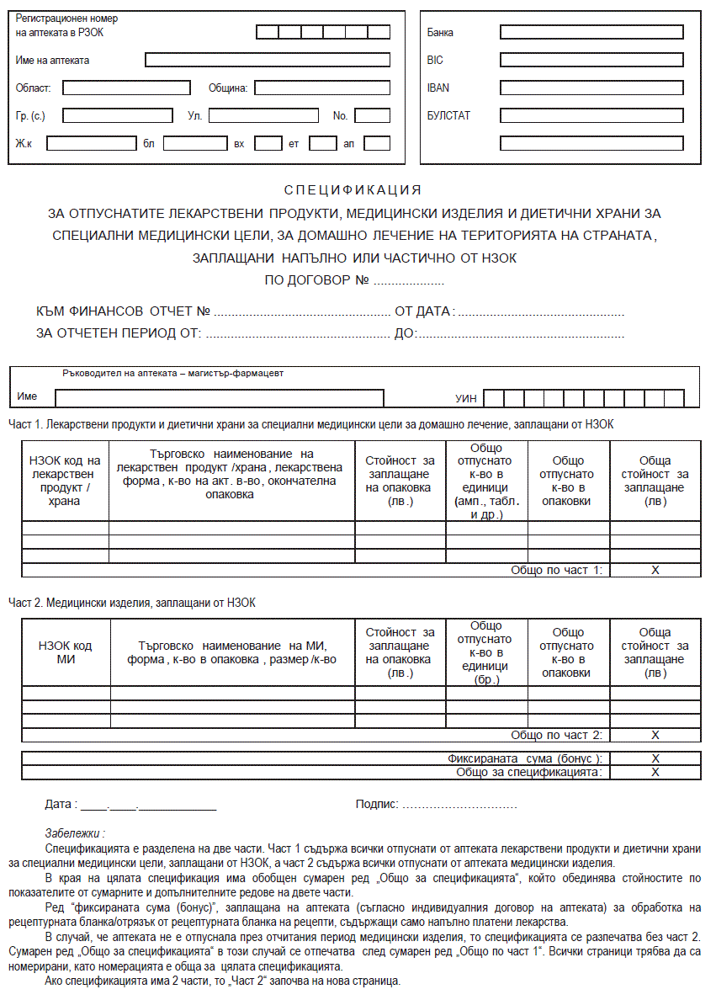 Регистрационен номер
на аптеката в РЗОК
Име на аптеката
Област: Община:
Гр. (с.) Ул. No.
Ж.к бл вх ет ап
Банка
BIC
IBAN
БУЛСТАТ
СПЕЦИФИКАЦИЯ
ЗА ОТПУСНАТИТЕ ЛЕКАРСТВЕНИ ПРОДУКТИ, МЕДИЦИНСКИ ИЗДЕЛИЯ И ДИЕТИЧНИ ХРАНИ ЗА
СПЕЦИАЛНИ МЕДИЦИНСКИ ЦЕЛИ, ЗА ДОМАШНО ЛЕЧЕНИЕ НА ТЕРИТОРИЯТА НА СТРАНАТА,
ЗАПЛАЩАНИ НАПЪЛНО ИЛИ ЧАСТИЧНО ОТ НЗОК
ПО ДОГОВОР № ....................
КЪМ ФИНАНСОВ ОТЧЕТ № .................................................. ОТ ДАТА: ...............................................
ЗА ОТЧЕТЕН ПЕРИОД ОТ: .................................................... ДО:..........................................................
Ръководител на аптеката – магистър-фармацевт
Име УИН
Част 1. Лекарствени продукти и диетични храни за специални медицински цели за домашно лечение, заплащани от НЗОК
НЗОК код на
лекарствен
продукт /
храна
Търговско наименование на
лекарствен продукт /храна, лекарствена
форма, к-во на акт. в-во, окончателна
опаковка
Стойност за
заплащане
на опаковка
(лв.)
Общо
отпуснато
к-во в
единици
(амп., табл.
и др.)
Общо
отпуснато
к-во в
опаковки
Обща
стойност за
заплащане
(лв)
Общо по част 1: X
Част 2. Медицински изделия, заплащани от НЗОК
НЗОК код
МИ
Търговско наименование на МИ,
форма, к-во в опаковка, размер/к-во
Стойност за
заплащане
на опаковка
(лв.)
Общо
отпуснато
к-во в
единици
(бр.)
Общо
отпуснато
к-во в
опаковки
Обща
стойност за
заплащане
(лв)
Общо по част 2: X
Фиксираната сума (бонус): X
Общо за спецификацията: X
Дата : ____.____.____________ Подпис: ..............................
Забележки :
Спецификацията е разделена на две части. Част 1 съдържа всички отпуснати от аптеката лекарствени продукти и диетични храни
за специални медицински цели, заплащани от НЗОК, а част 2 съдържа всички отпуснати от аптеката медицински изделия.
В края на цялата спецификация има обобщен сумарен ред „Общо за спецификацията“, който обединява стойностите по
показателите от сумарните и допълнителните редове на двете части.
Ред “фиксираната сума (бонус)”, заплащана на аптеката (съгласно индивидуалния договор на аптеката) за обработка на
рецептурната бланка/отрязък от рецептурната бланка на рецепти, съдържащи само напълно платени лекарства.
В случай, че аптеката не е отпуснала през отчитания период медицински изделия, то спецификацията се разпечатва без част 2.
Сумарен ред „Общо за спецификацията“ в този случай се отпечатва след сумарен ред „Общо по част 1“. Всички страници трябва да са
номерирани, като номерацията е обща за цялата спецификацията.
Ако спецификацията има 2 части, то „Част 2“ започва на нова страница.